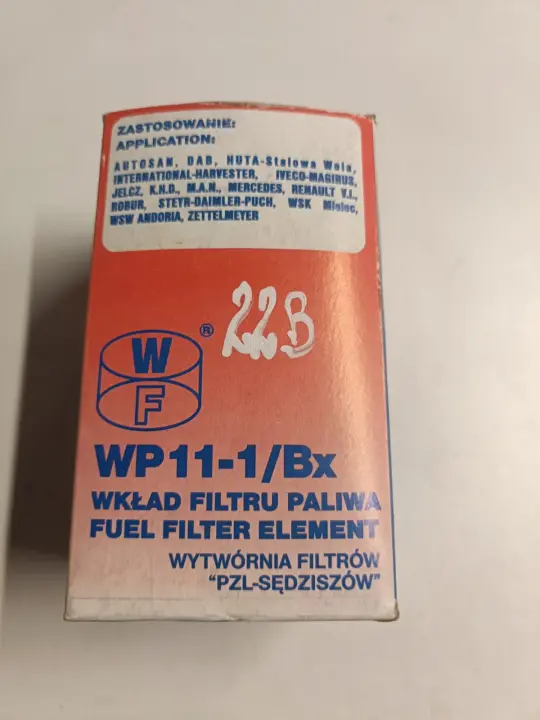 ZASTOSOWANIE:
APPLICATION:
AUTOSAN, DAB, HUTA-Stalowa Wola,
INTERNATIONAL-HARVESTER, IVECO-MAGIRUS,
JELCZ, K.H.D., M.A.N., MERCEDES, RENAULT V.I.,
ROBUR, STEYR-DAIMLER-PUCH, WSK Mielec,
WSW ANDORIA, ZETTELMEYER
22B
®
W
F
WP11-1/Bx
WKŁAD FILTRU PALIWA
FUEL FILTER ELEMENT
WYTWÓRNIA FILTRÓW
"PZL-SĘDZISZÓW"